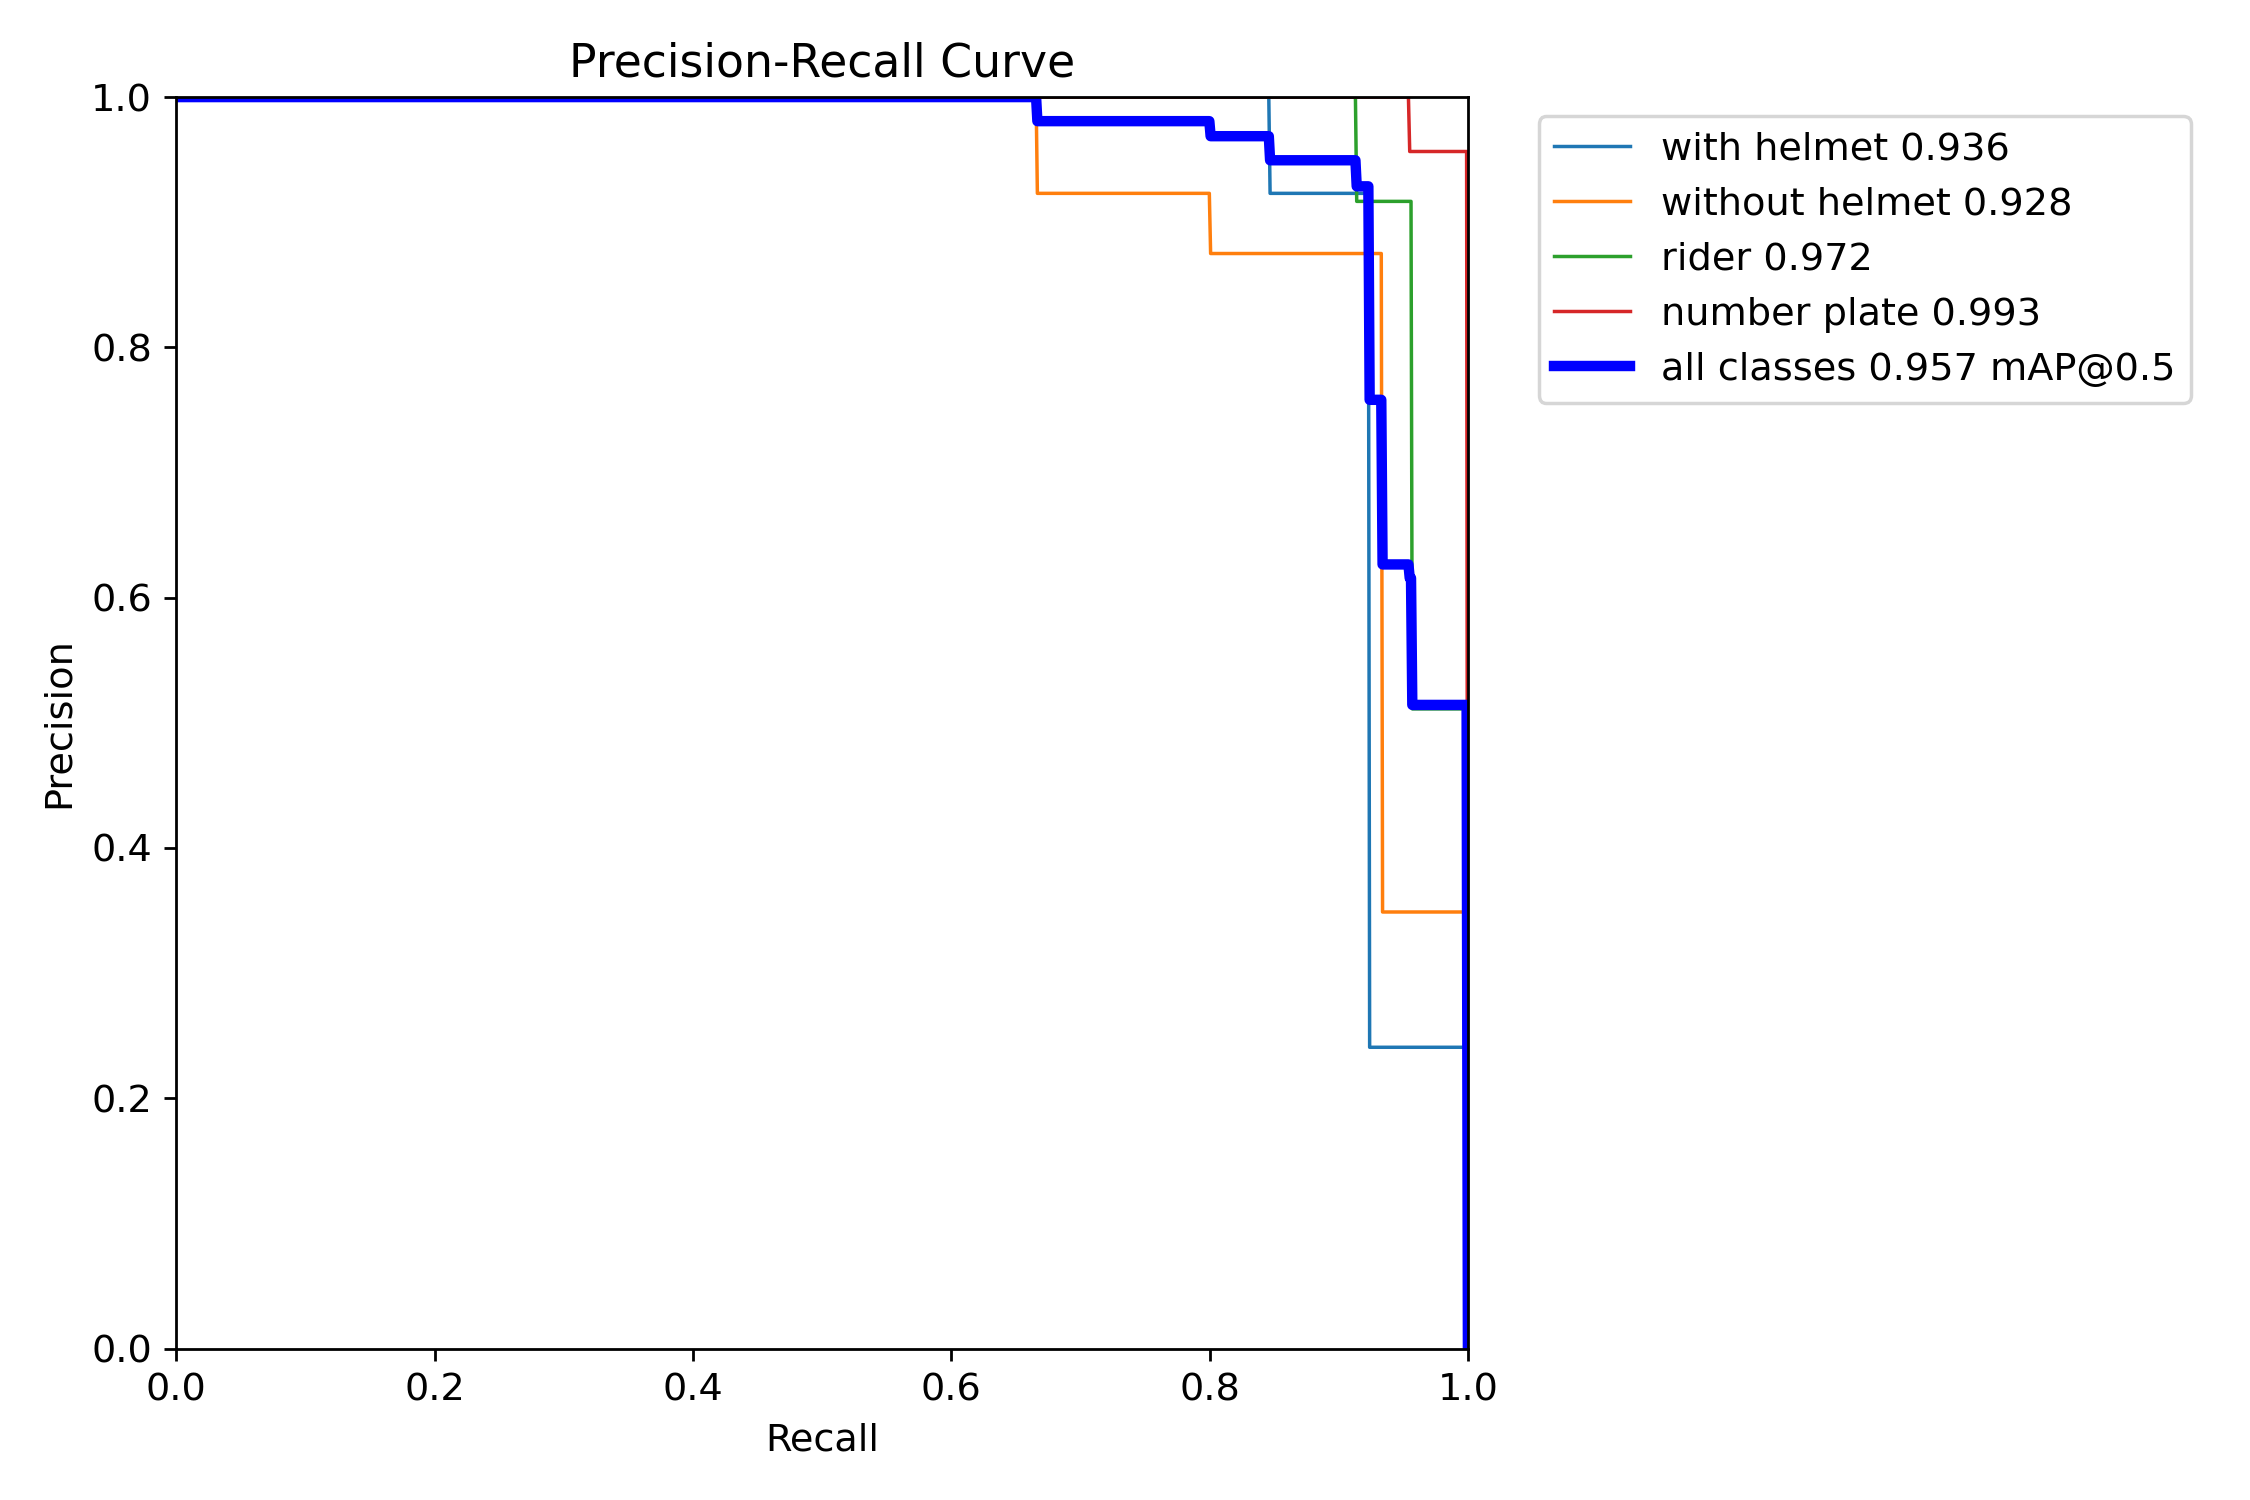 Precision-Recall Curve
1.0
0.8
0.6
0.4
0.2
0.0
Precision
0.0 0.2 0.4 0.6 0.8 1.0
Recall
with helmet 0.936
without helmet 0.928
rider 0.972
number plate 0.993
all classes 0.957 mAP@0.5